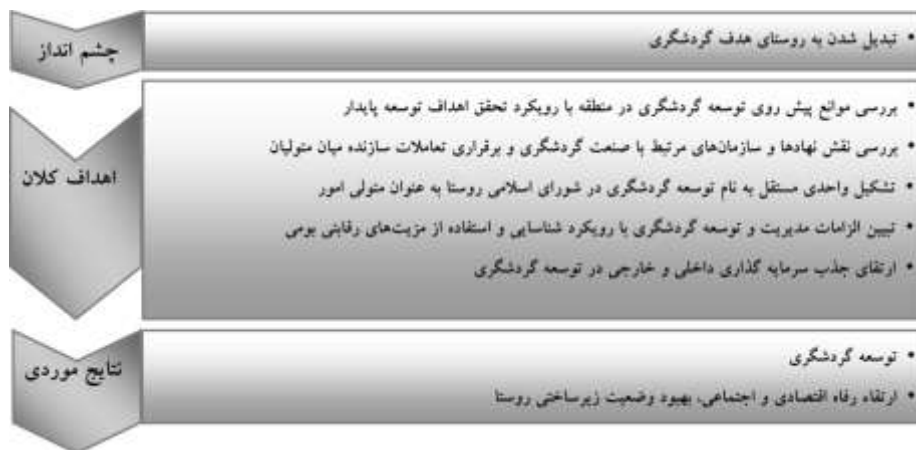 چشم انداز
• تبدیل شدن به روستای هدف گردشگری
اهداف کلان
• بررسی موانع پیش روی توسعه گردشگری در منطقه با رویکرد تحقق اهداف توسعه پایدار
• بررسی نقش نهادها و سازمان‌های مرتبط با صنعت گردشگری و برقراری تعاملات سازنده میان متولیان
• تشکیل واحدی مستقل به نام توسعه گردشگری در شورای اسلامی روستا به عنوان متولی امور
• تبیین الزامات مدیریت و توسعه گردشگری با رویکرد شناسایی و استفاده از مزیت‌های رقابتی بومی
• ارتقای جذب سرمایه گذاری داخلی و خارجی در توسعه گردشگری
نتایج موردی
• توسعه گردشگری
• ارتقاء رفاه اقتصادی و اجتماعی، بهبود وضعیت زیرساختی روستا